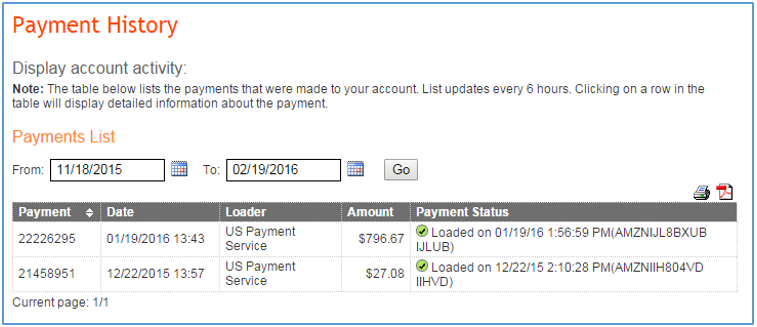 Payment History
Display account activity:
Note: The table below lists the payments that were made to your account. List updates every 6 hours. Clicking on a row in the
table will display detailed information about the payment.
Payments List
From: 11/18/2015 To: 02/19/2016 Go
Payment Date Loader Amount Payment Status
22226295 01/19/2016 13:43 US Payment Service $796.67 Loaded on 01/19/16 1:56:59 PM(AMZNIJL8BXUB IJLUB)
21458951 12/22/2015 13:57 US Payment Service $27.08 Loaded on 12/22/15 2:10:28 PM(AMZNIIH804VD IIHVD)
Current page: 1/1